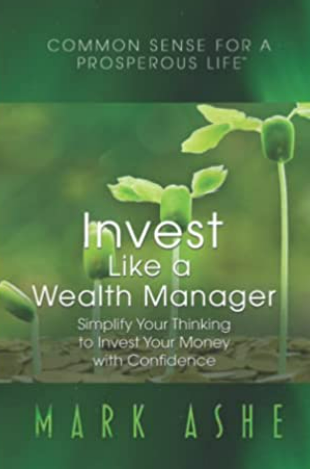 COMMON SENSE FOR A
PROSPEROUS LIFE™
Invest
Like a
Wealth Manager
Simplify Your Thinking
to Invest Your Money
with Confidence
MARK ASHE